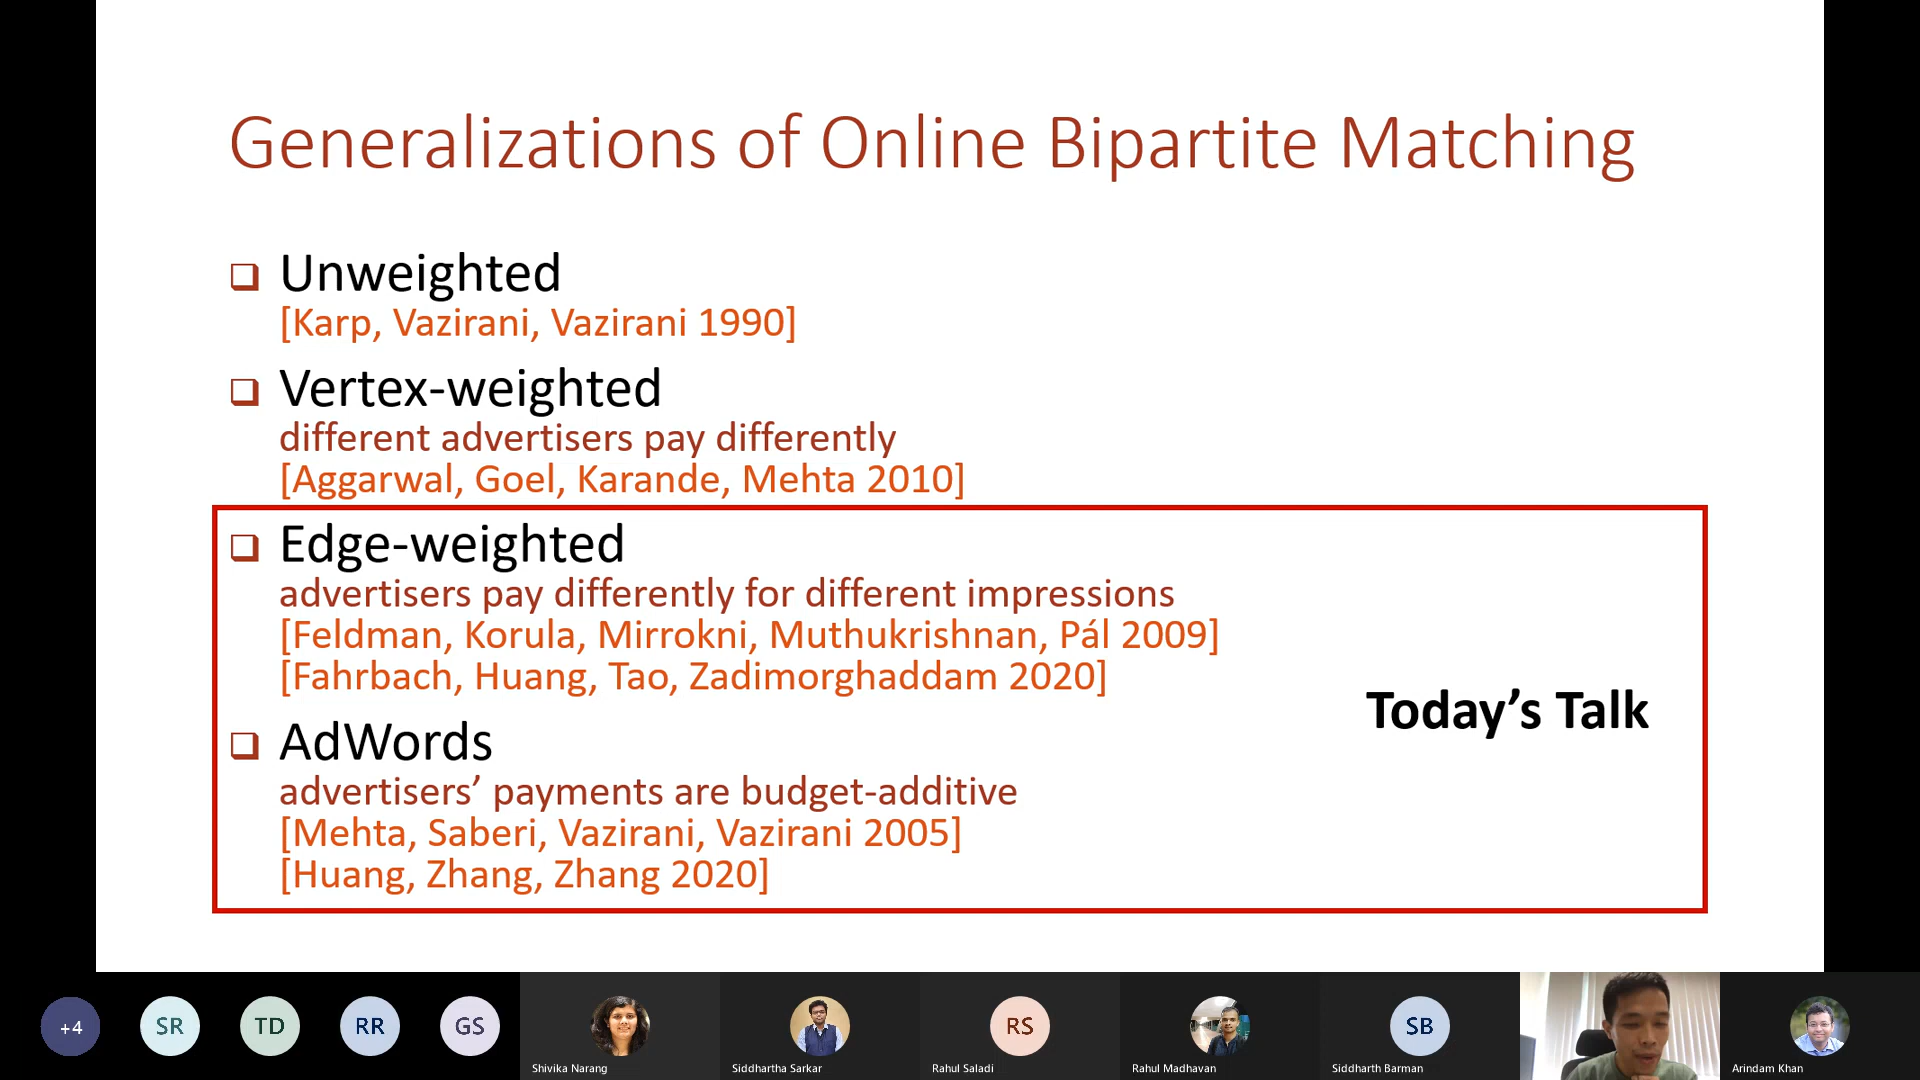 Generalizations of Online Bipartite Matching
Unweighted
[Karp, Vazirani, Vazirani 1990]
Vertex-weighted
different advertisers pay differently
[Aggarwal, Goel, Karande, Mehta 2010]
Edge-weighted
advertisers pay differently for different impressions
[Feldman, Korula, Mirrokni, Muthukrishnan, Pál 2009]
[Fahrbach, Huang, Tao, Zadimorghaddam 2020]
Today’s Talk
AdWords
advertisers’ payments are budget-additive
[Mehta, Saberi, Vazirani, Vazirani 2005]
[Huang, Zhang, Zhang 2020]
+4 SR TD RR GS RS SB
Shivika Narang Siddhartha Sarkar Rahul Saladi Rahul Madhavan Siddharth Barman Arindam Khan